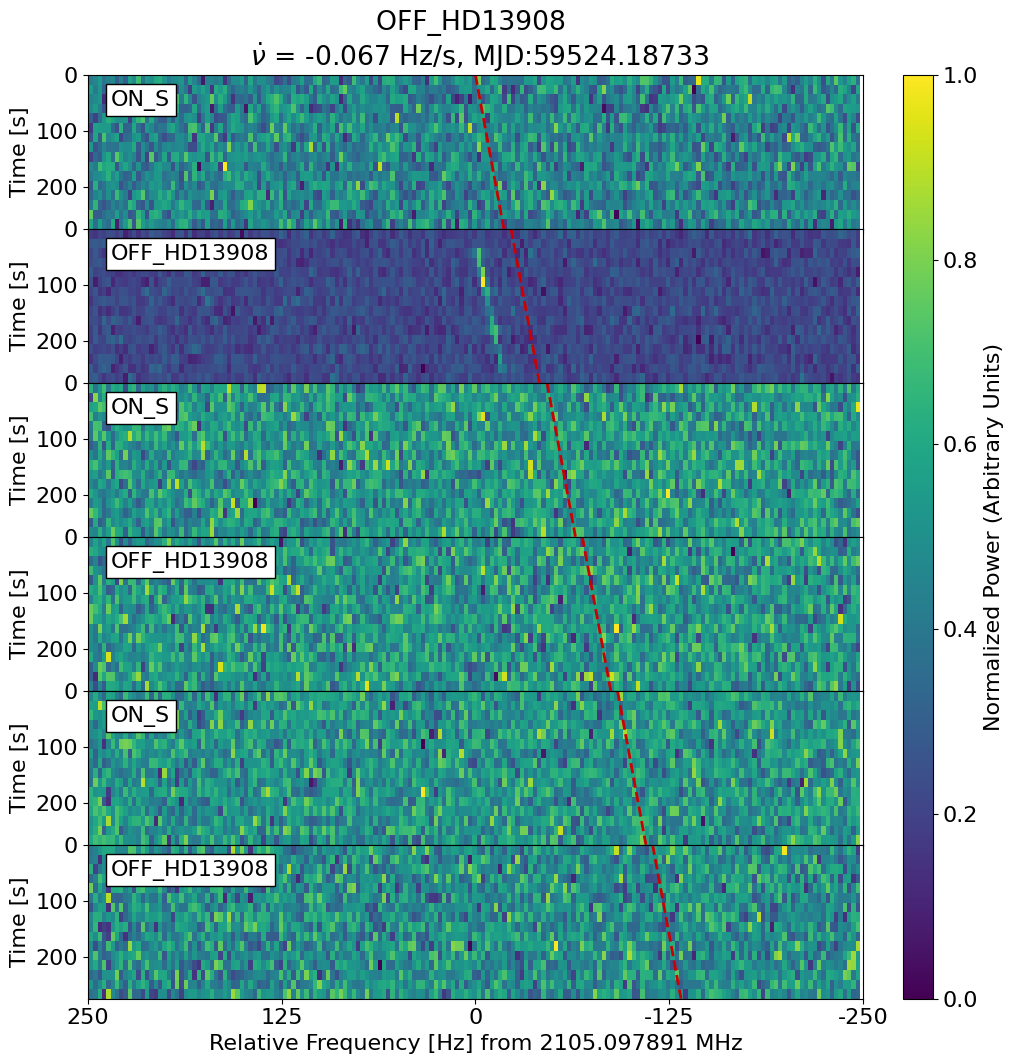 OFF_HD13908
ν̇ = -0.067 Hz/s, MJD:59524.18733
0
100
200
Time [s]
ON_S
0
100
200
Time [s]
OFF_HD13908
0
100
200
Time [s]
ON_S
0
100
200
Time [s]
OFF_HD13908
0
100
200
Time [s]
ON_S
0
100
200
Time [s]
OFF_HD13908
250 125 0 -125 -250
Relative Frequency [Hz] from 2105.097891 MHz
1.0
0.8
0.6
0.4
0.2
0.0
Normalized Power (Arbitrary Units)